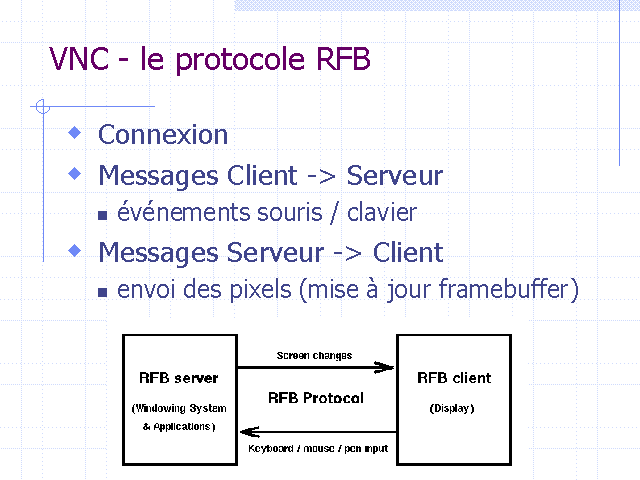 VNC - le protocole RFB
Connexion
Messages Client -> Serveur
événements souris / clavier
Messages Serveur -> Client
envoi des pixels (mise à jour framebuffer)
Screen changes
RFB server
RFB client
(Windowing System
& Applications)
RFB Protocol
(Display)
Keyboard / mouse / pen input